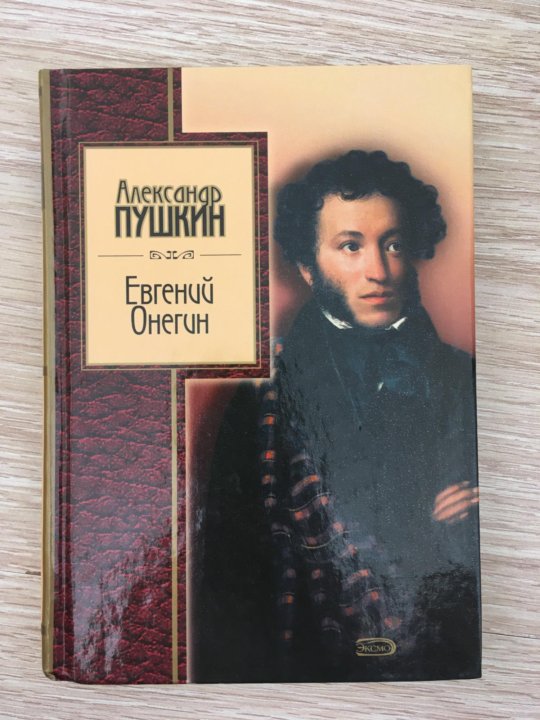 Александр
ПУШКИН
Евгений
Онегин
ЭКСМО